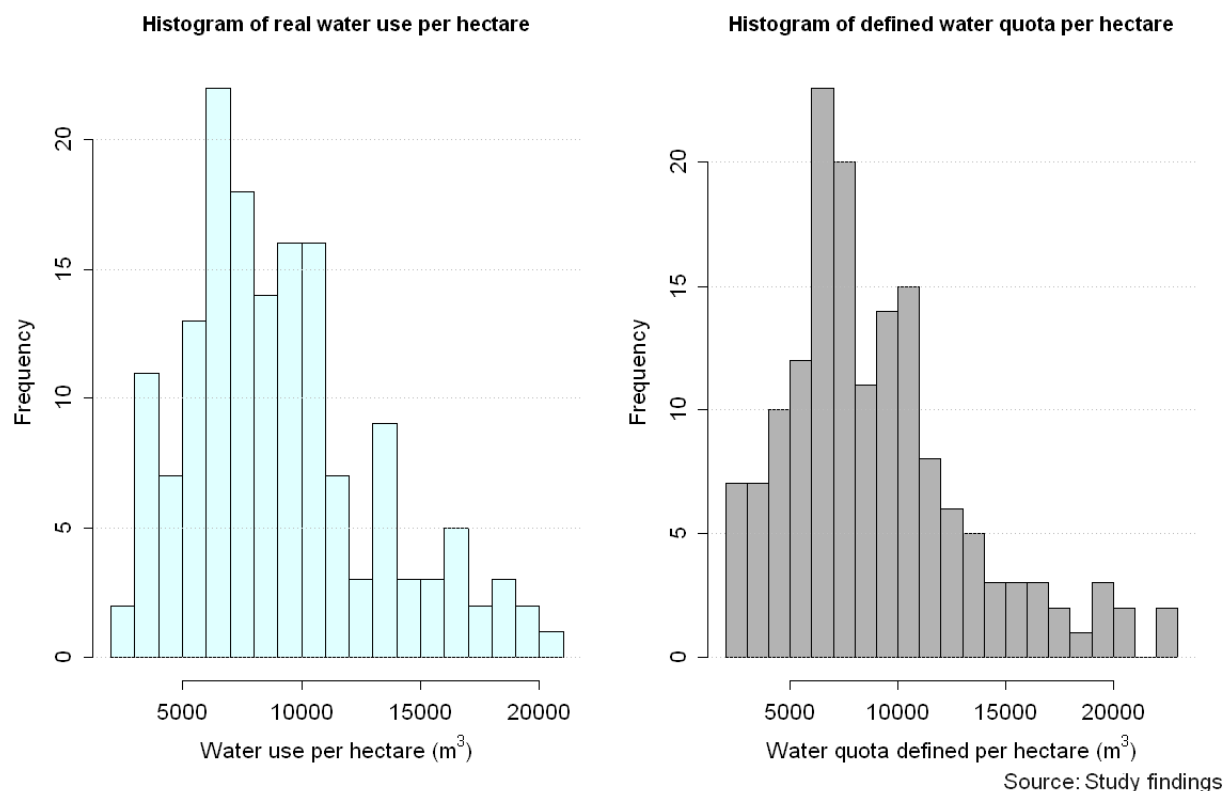 Histogram of real water use per hectare
Frequency
20
15
10
5
0
5000 10000 15000 20000
Water use per hectare (m³)
Histogram of defined water quota per hectare
Frequency
20
15
10
5
0
5000 10000 15000 20000
Water quota defined per hectare (m³)
Source: Study findings